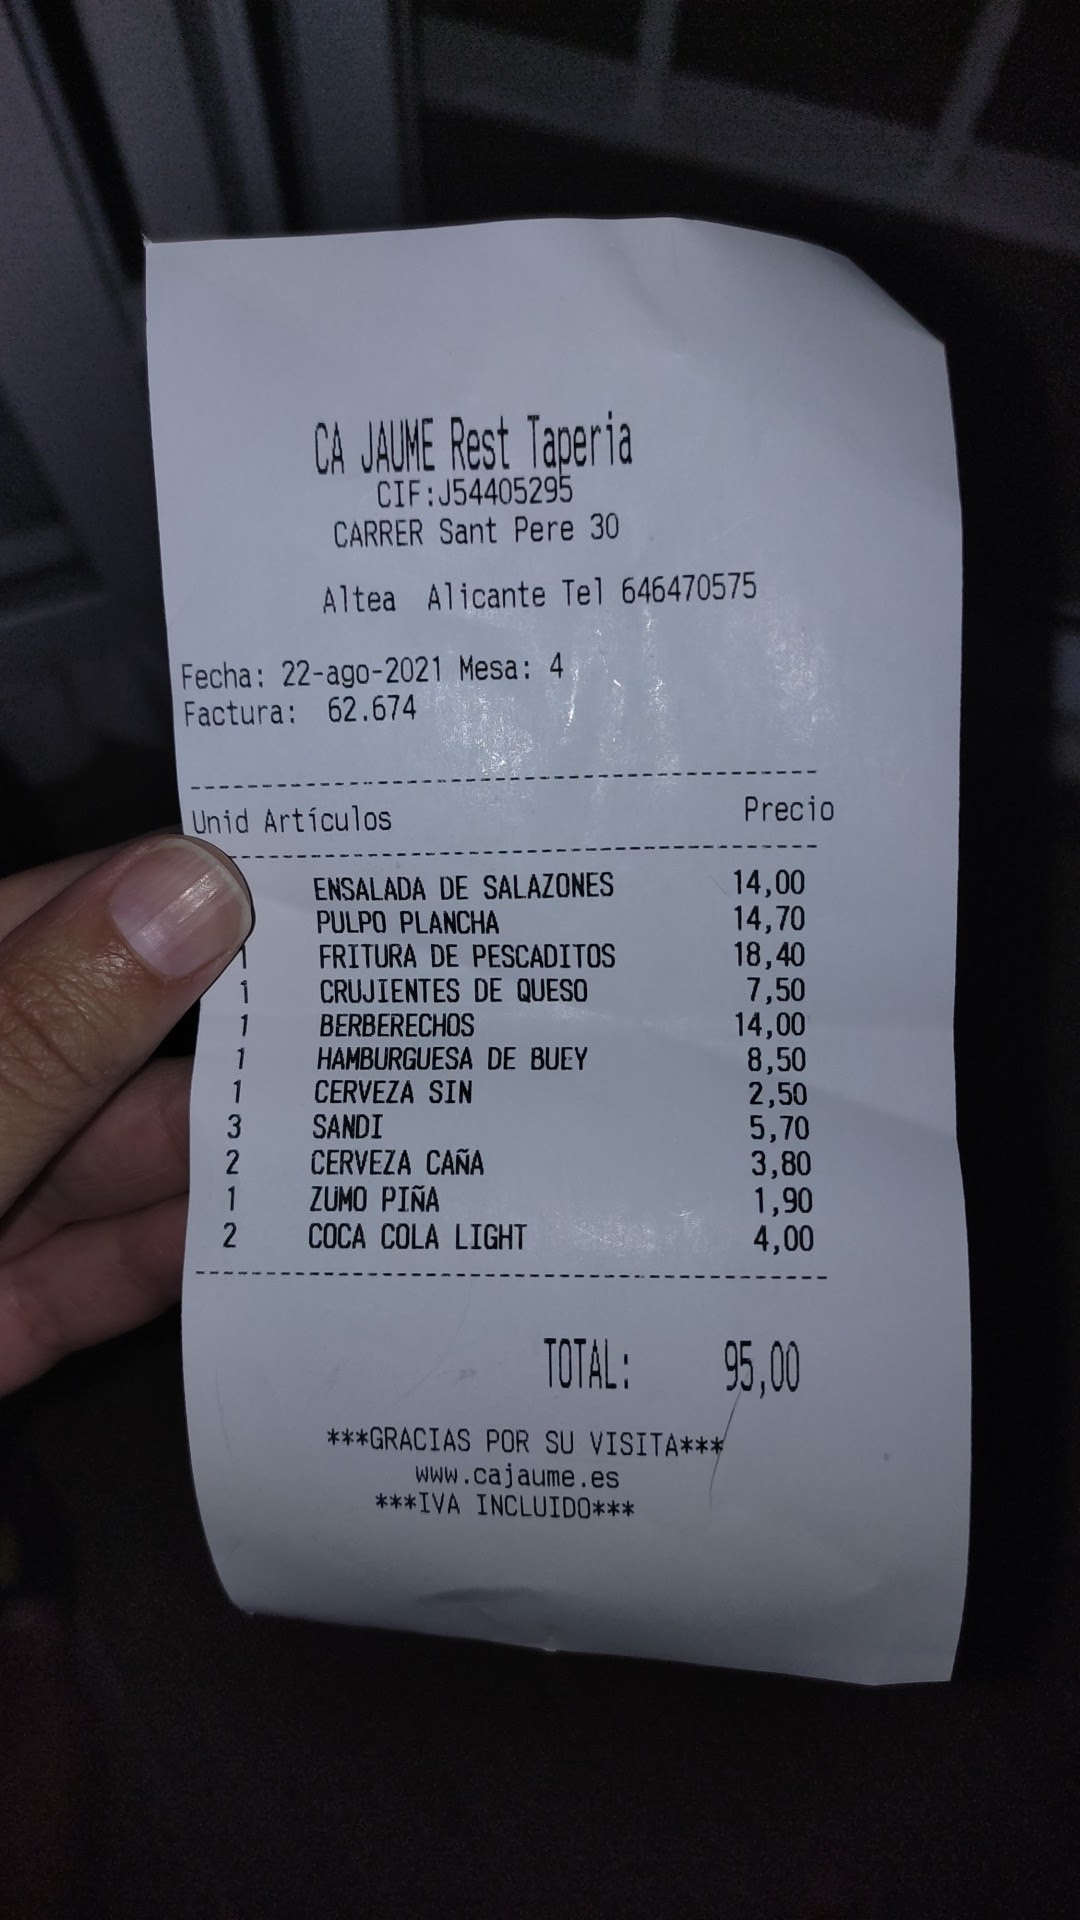 CA JAUME Rest Taperia
CIF:J54405295
CARRER Sant Pere 30
Altea Alicante Tel 646470575
Fecha: 22-ago-2021 Mesa: 4
Factura: 62.674
Unid Artículos Precio
ENSALADA DE SALAZONES 14,00
PULPO PLANCHA 14,70
1 FRITURA DE PESCADITOS 18,40
1 CRUJIENTES DE QUESO 7,50
1 BERBERECHOS 14,00
1 HAMBURGUESA DE BUEY 8,50
1 CERVEZA SIN 2,50
3 SANDI 5,70
2 CERVEZA CAÑA 3,80
1 ZUMO PIÑA 1,90
2 COCA COLA LIGHT 4,00
TOTAL: 95,00
***GRACIAS POR SU VISITA***
www.cajaume.es
***IVA INCLUIDO***